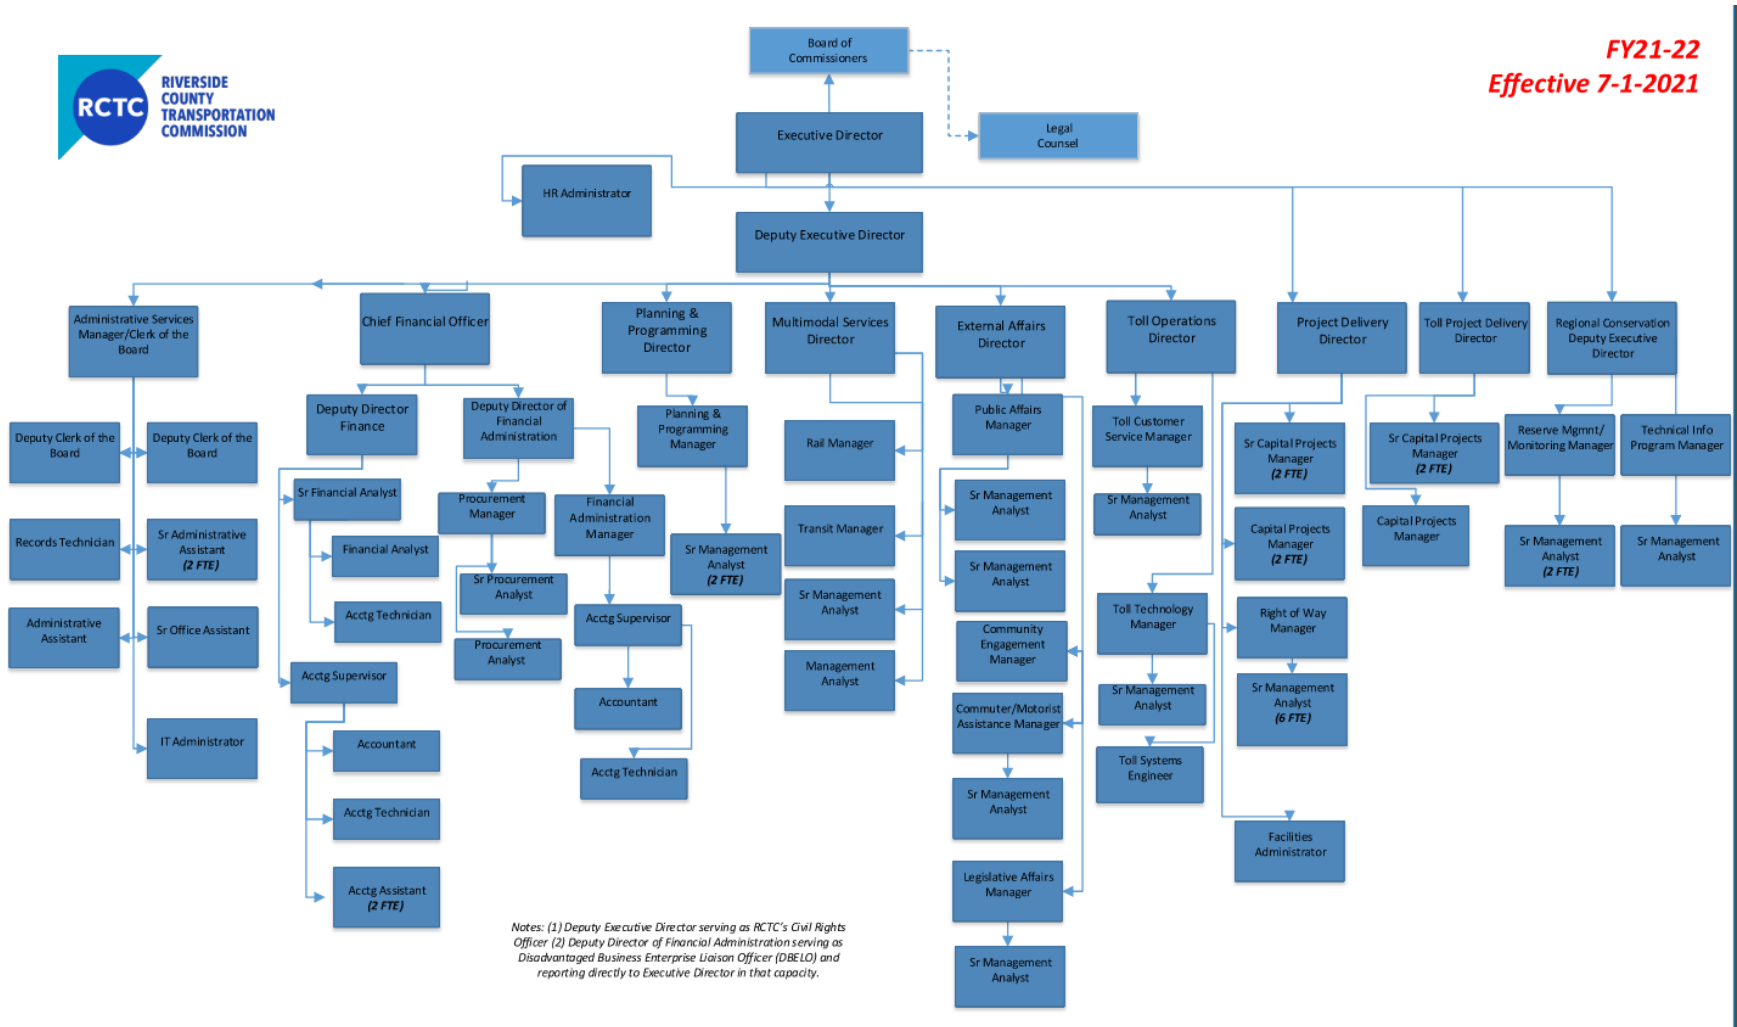 Board of
Commissioners
FY21-22
Effective 7-1-2021
RCTC
RIVERSIDE
COUNTY
TRANSPORTATION
COMMISSION
Executive Director
Legal
Counsel
HR Administrator
Deputy Executive Director
Administrative Services
Manager/Clerk of the
Board
Chief Financial Officer
Planning &
Programming
Director
Multimodal Services
Director
External Affairs
Director
Toll Operations
Director
Project Delivery
Director
Toll Project Delivery
Director
Regional Conservation
Deputy Executive
Director
Deputy Clerk of the
Board
Deputy Clerk of the
Board
Records Technician
Sr Administrative
Assistant
(2 FTE)
Administrative
Assistant
Sr Office Assistant
IT Administrator
Deputy Director
Finance
Sr Financial Analyst
Financial Analyst
Acctg Technician
Acctg Supervisor
Accountant
Acctg Technician
Acctg Assistant
(2 FTE)
Deputy Director of
Financial
Administration
Procurement
Manager
Sr Procurement
Analyst
Procurement
Analyst
Financial
Administration
Manager
Acctg Supervisor
Accountant
Acctg Technician
Planning &
Programming
Manager
Sr Management
Analyst
(2 FTE)
Rail Manager
Transit Manager
Sr Management
Analyst
Management
Analyst
Public Affairs
Manager
Sr Management
Analyst
Sr Management
Analyst
Community
Engagement
Manager
Commuter/Motorist
Assistance Manager
Sr Management
Analyst
Legislative Affairs
Manager
Sr Management
Analyst
Toll Customer
Service Manager
Sr Management
Analyst
Toll Technology
Manager
Sr Management
Analyst
Toll Systems
Engineer
Sr Capital Projects
Manager
(2 FTE)
Capital Projects
Manager
(2 FTE)
Right of Way
Manager
Sr Management
Analyst
(6 FTE)
Facilities
Administrator
Sr Capital Projects
Manager
(2 FTE)
Capital Projects
Manager
Reserve Mgmnt/
Monitoring Manager
Sr Management
Analyst
(2 FTE)
Technical Info
Program Manager
Sr Management
Analyst
Notes: (1) Deputy Executive Director serving as RCTC's Civil Rights
Officer (2) Deputy Director of Financial Administration serving as
Disadvantaged Business Enterprise Liaison Officer (DBELO) and
reporting directly to Executive Director in that capacity.